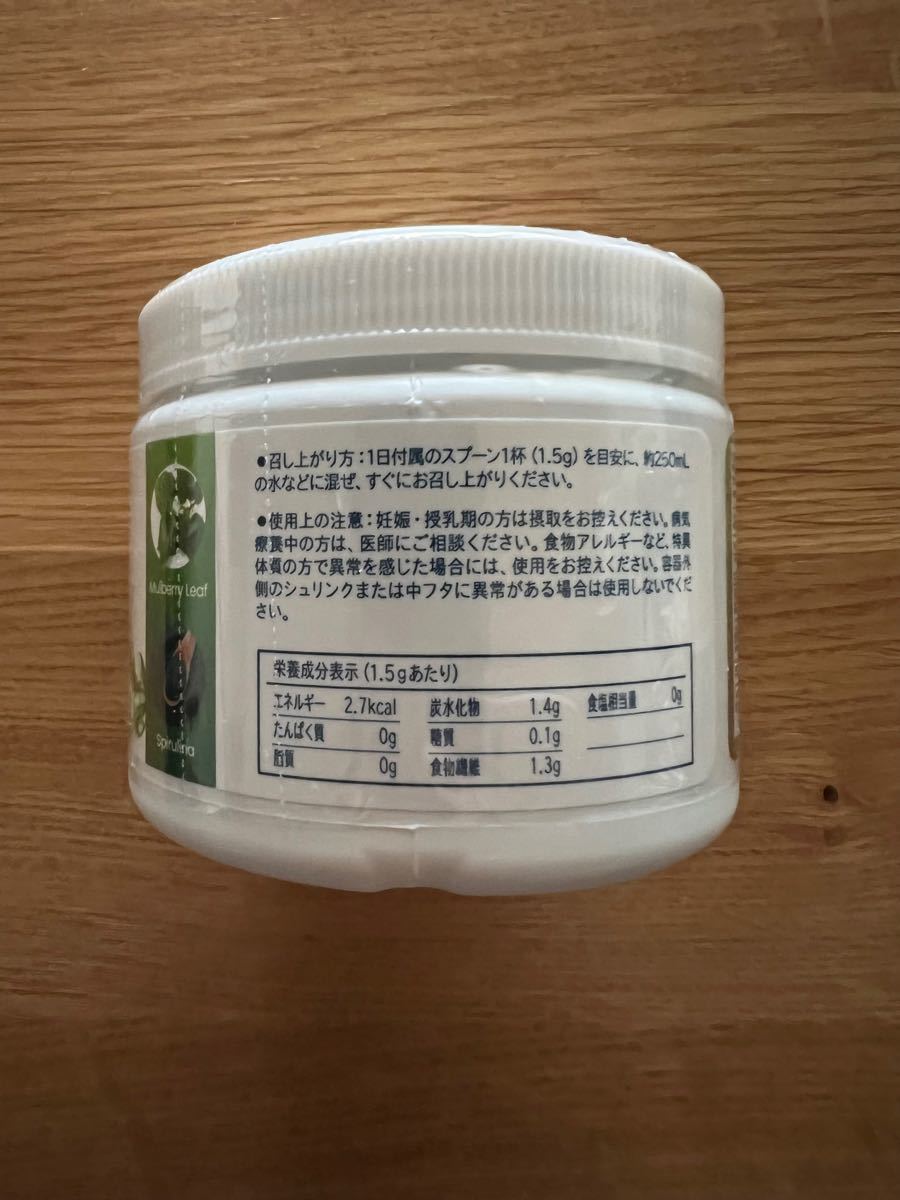 ●召し上がり方：1日付属のスプーン1杯（1.5g）を目安に、約250mL
の水などに混ぜ、すぐにお召し上がりください。
●使用上の注意：妊娠・授乳期の方は摂取をお控えください。病気
療養中の方は、医師にご相談ください。食物アレルギーなど、特異
体質の方で異常を感じた場合には、使用をお控えください。容器外
側のシュリンクまたは中フタに異常がある場合は使用しないでくだ
さい。
Mulberry Leaf
Spirulina
栄養成分表示（1.5gあたり）
エネルギー 2.7kcal 炭水化物 1.4g 食塩相当量 0g
たんぱく質 0g 糖質 0.1g
脂質 0g 食物繊維 1.3g